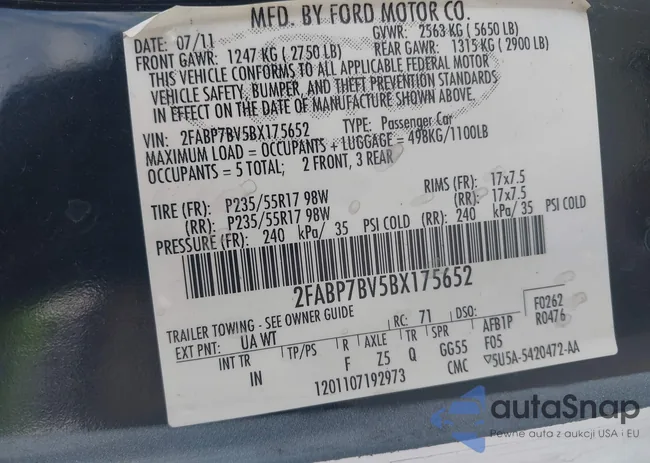 MFD. BY FORD MOTOR CO.
DATE: 07/11 GVWR: 2563 KG (5650 LB)
FRONT GAWR: 1247 KG (2750 LB) REAR GAWR: 1315 KG (2900 LB)
THIS VEHICLE CONFORMS TO ALL APPLICABLE FEDERAL MOTOR
VEHICLE SAFETY, BUMPER, AND THEFT PREVENTION STANDARDS
IN EFFECT ON THE DATE OF MANUFACTURE SHOWN ABOVE.
VIN: 2FABP7BV5BX175652 TYPE: Passenger Car
MAXIMUM LOAD = OCCUPANTS + LUGGAGE = 498KG/1100LB
OCCUPANTS = 5 TOTAL; 2 FRONT, 3 REAR
TIRE (FR): P235/55R17 98W RIMS (FR): 17x7.5
(RR): P235/55R17 98W (RR): 17x7.5
PRESSURE (FR): 240 kPa/ 35 PSI COLD (RR): 240 kPa/ 35 PSI COLD
2FABP7BV5BX175652
TRAILER TOWING - SEE OWNER GUIDE
EXT PNT: UA WT RC: 71 DSO: F0262
R0476
INT TR TP/PS R AXLE TR SPR AFB1P
IN F Z5 Q GG55 F05
1201107192973 CMC 5U5A-5420472-AA
autaSnap
Pewne auta z aukcji USA i EU